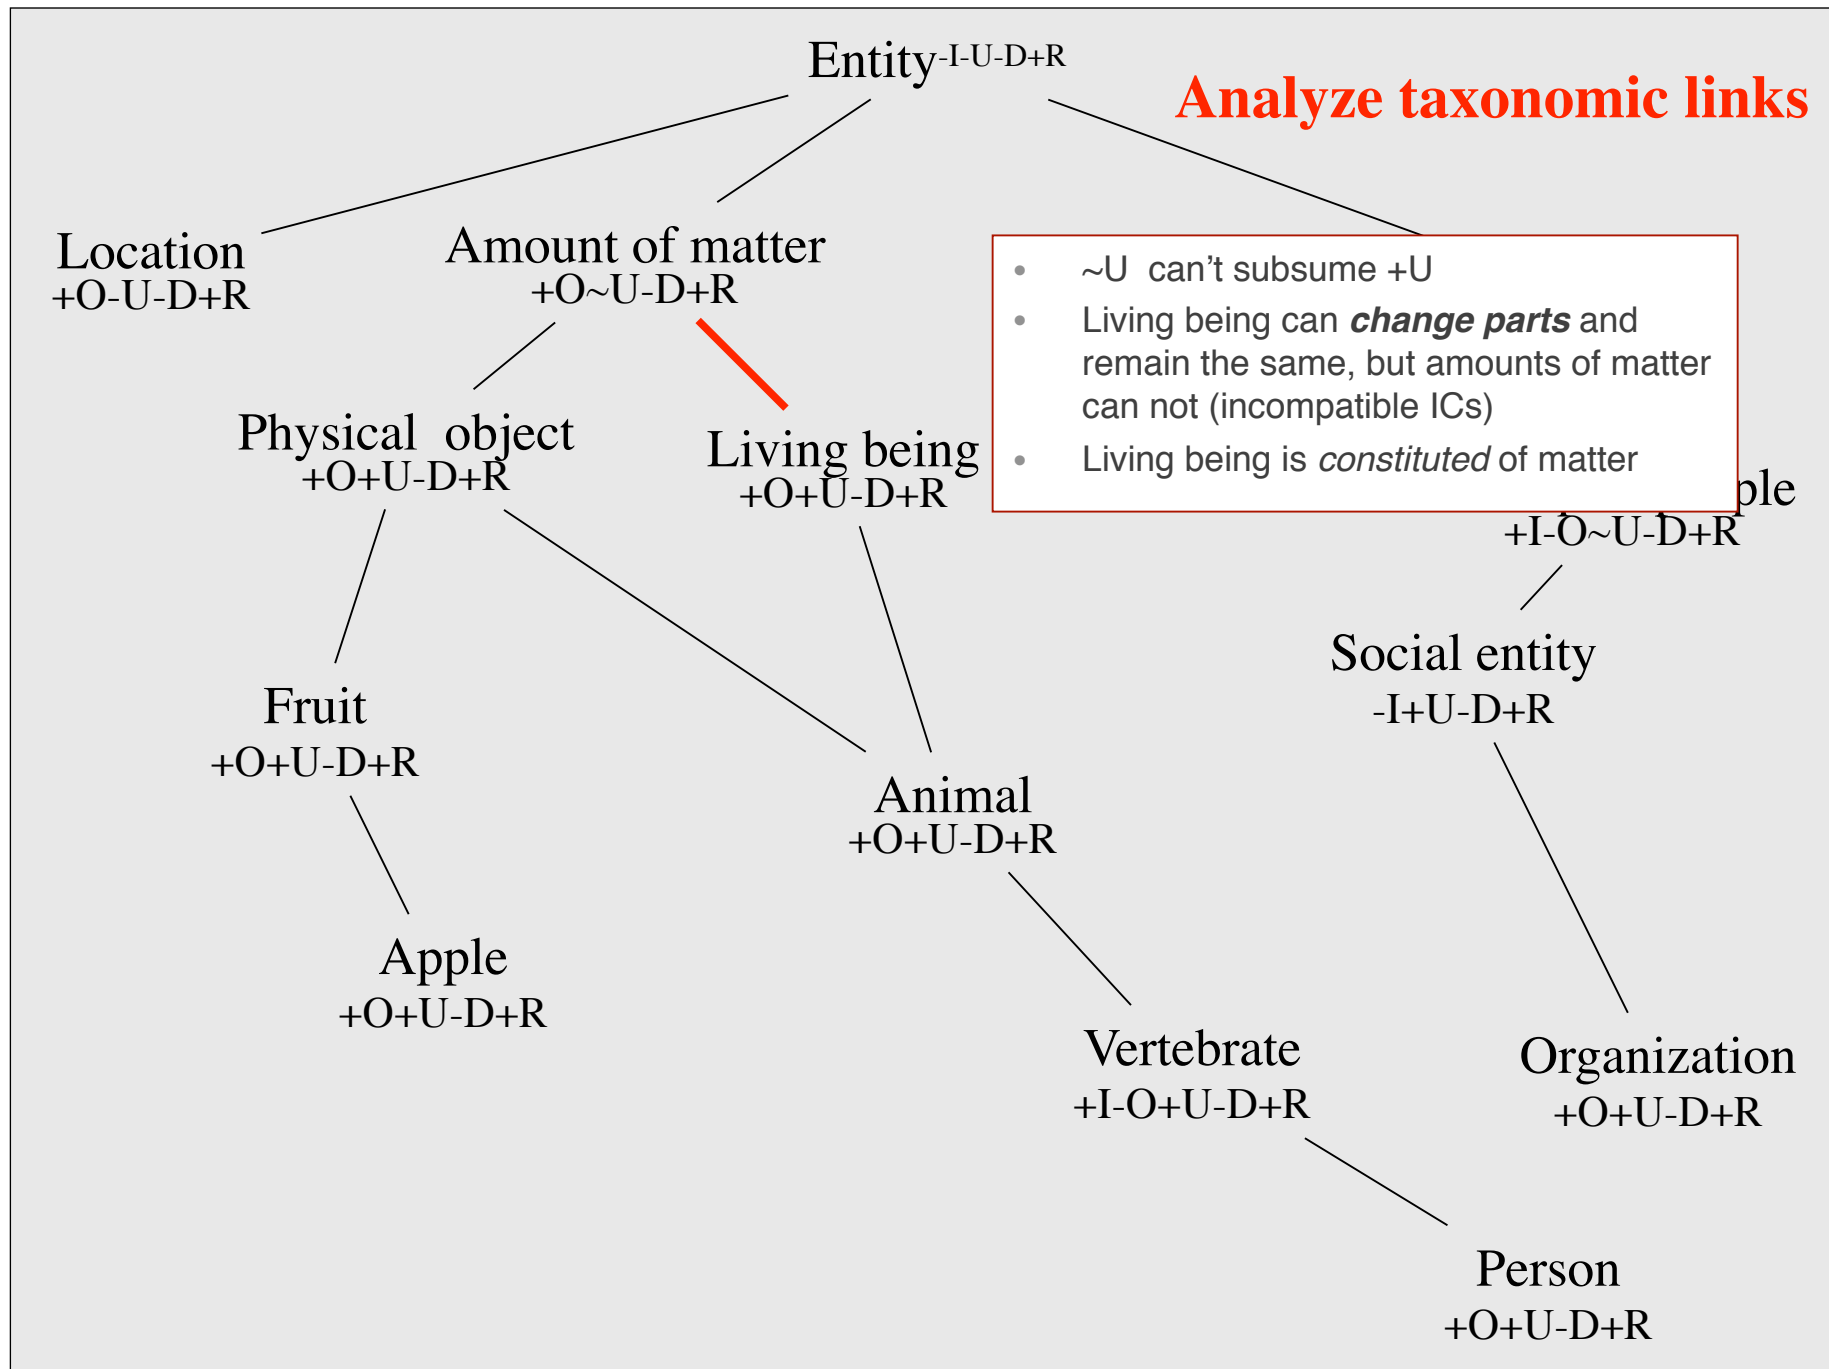 Entity-I-U-D+R
Analyze taxonomic links
Location
+O-U-D+R
Amount of matter
+O~U-D+R
• ~U can't subsume +U
• Living being can change parts and
remain the same, but amounts of matter
can not (incompatible ICs)
• Living being is constituted of matter
Physical object
+O+U-D+R
Living being
+O+U-D+R
ple
+I-O~U-D+R
Social entity
-I+U-D+R
Fruit
+O+U-D+R
Animal
+O+U-D+R
Apple
+O+U-D+R
Vertebrate
+I-O+U-D+R
Organization
+O+U-D+R
Person
+O+U-D+R